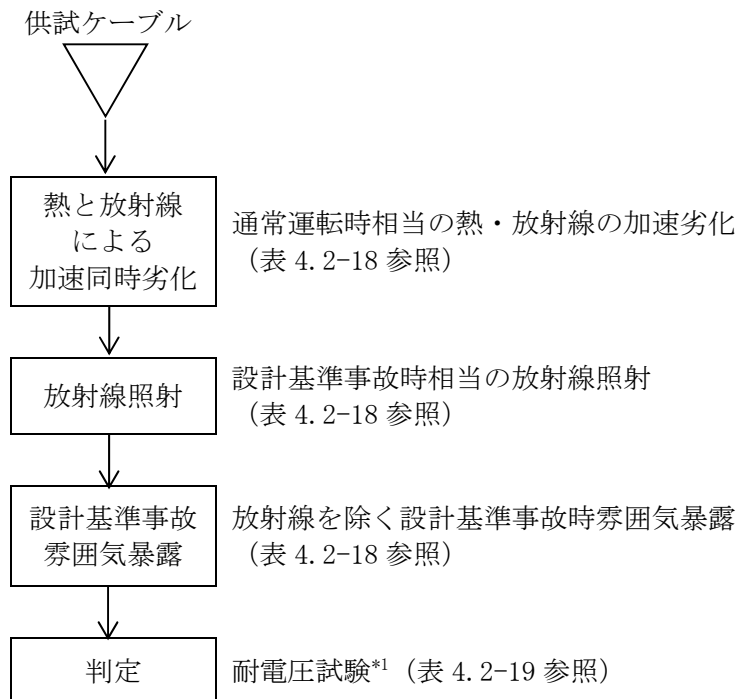 供試ケーブル
熱と放射線
による
加速同時劣化
通常運転時相当の熱・放射線の加速劣化
（表 4.2-18 参照）
放射線照射
設計基準事故時相当の放射線照射
（表 4.2-18 参照）
設計基準事故
雰囲気暴露
放射線を除く設計基準事故時雰囲気暴露
（表 4.2-18 参照）
判定
耐電圧試験*1（表 4.2-19 参照）